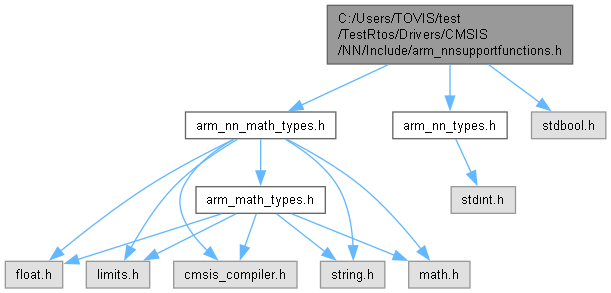 C:/Users/TOVIS/test
/TestRtos/Drivers/CMSIS
/NN/Include/arm_nnsupportfunctions.h
arm_nn_math_types.h
arm_nn_types.h
stdbool.h
arm_math_types.h
stdint.h
float.h
limits.h
cmsis_compiler.h
string.h
math.h